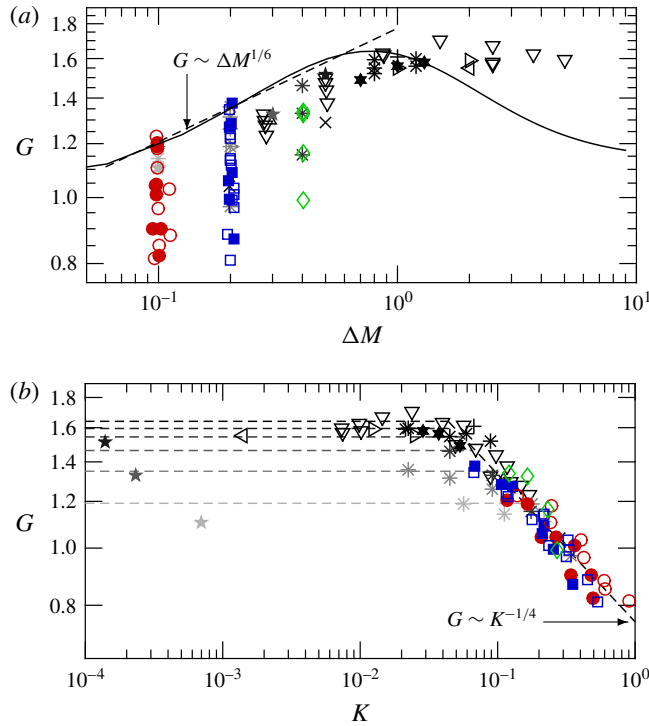 (a)
1.8
1.6
1.4
1.2
1.0
0.8
G
G ~ ΔM^{1/6}
10^{−1} 10^{0} 10^{1}
ΔM
(b)
1.8
1.6
1.4
1.2
1.0
0.8
G
G ~ K^{−1/4}
10^{−4} 10^{−3} 10^{−2} 10^{−1} 10^{0}
K